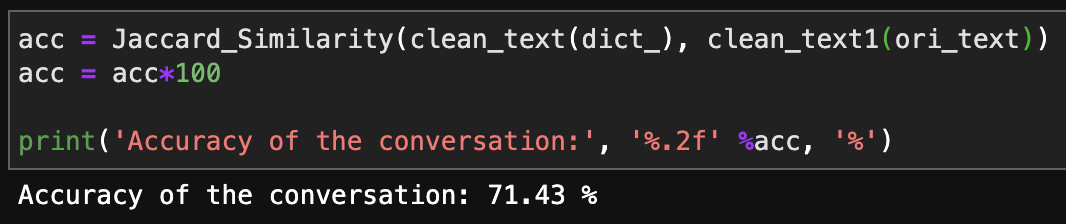 acc = Jaccard_Similarity(clean_text(dict_), clean_text1(ori_text))
acc = acc*100
print('Accuracy of the conversation:', '%.2f' %acc, '%')
Accuracy of the conversation: 71.43 %